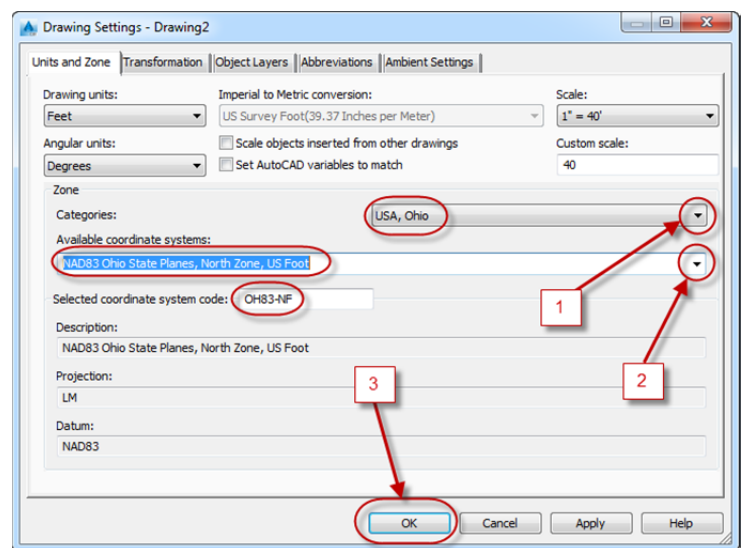 Drawing Settings - Drawing2
Units and Zone Transformation Object Layers Abbreviations Ambient Settings
Drawing units: Imperial to Metric conversion: Scale:
Feet US Survey Foot(39.37 Inches per Meter) 1" = 40'
Angular units: Scale objects inserted from other drawings Custom scale:
Degrees Set AutoCAD variables to match 40
Zone
Categories: USA, Ohio
Available coordinate systems:
NAD83 Ohio State Planes, North Zone, US Foot
Selected coordinate system code: OH83-NF
1
Description:
NAD83 Ohio State Planes, North Zone, US Foot
Projection:
3
2
LM
Datum:
NAD83
OK Cancel Apply Help